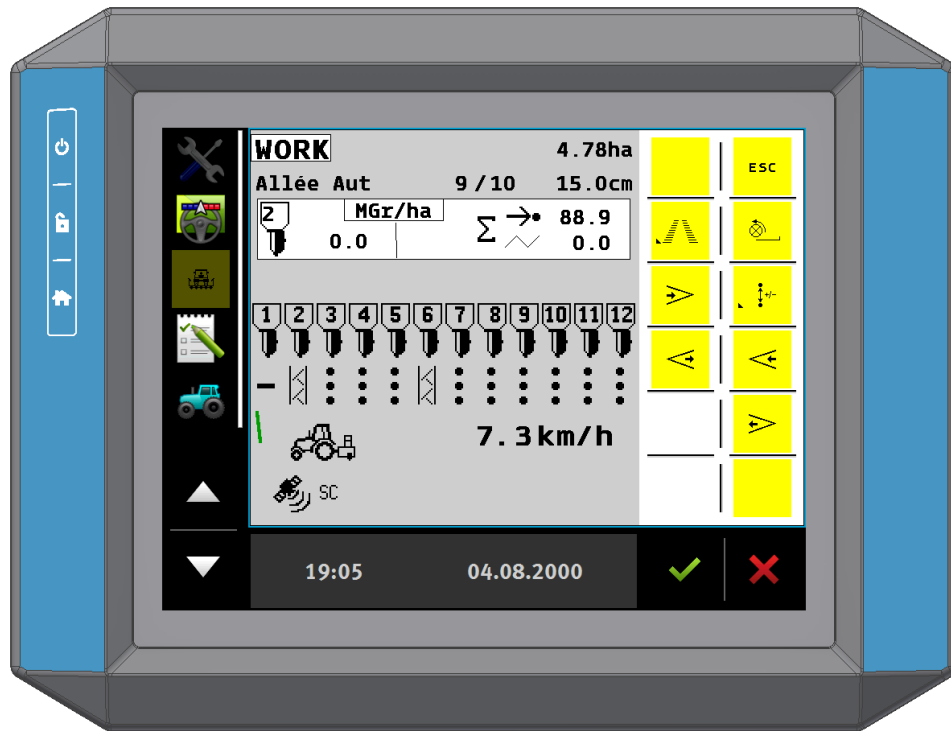 WORK 4.78ha
Allée Aut 9/10 15.0cm
2 MGr/ha 88.9
0.0 Σ 0.0
1 2 3 4 5 6 7 8 9 10 11 12
7.3km/h
SC
ESC
+/-
19:05 04.08.2000